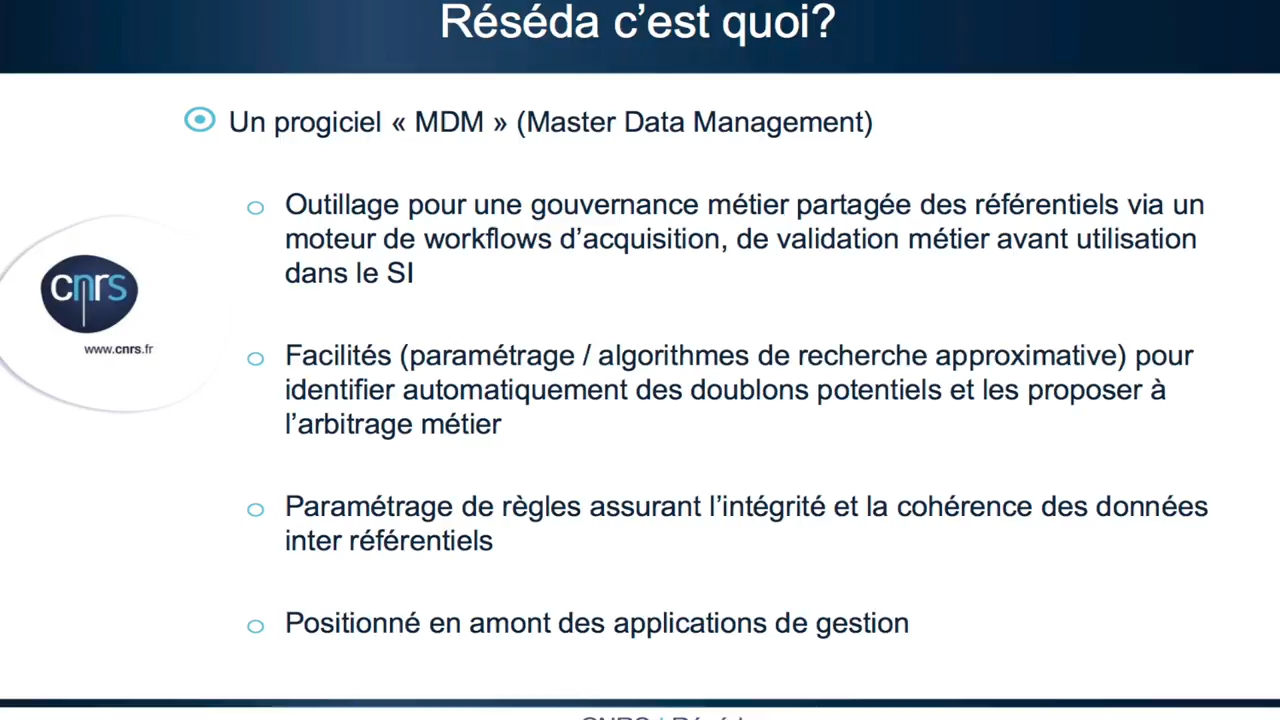 Réséda c’est quoi?
Un progiciel « MDM » (Master Data Management)
Outillage pour une gouvernance métier partagée des référentiels via un
moteur de workflows d’acquisition, de validation métier avant utilisation
dans le SI
cnrs
www.cnrs.fr
Facilités (paramétrage / algorithmes de recherche approximative) pour
identifier automatiquement des doublons potentiels et les proposer à
l’arbitrage métier
Paramétrage de règles assurant l’intégrité et la cohérence des données
inter référentiels
Positionné en amont des applications de gestion